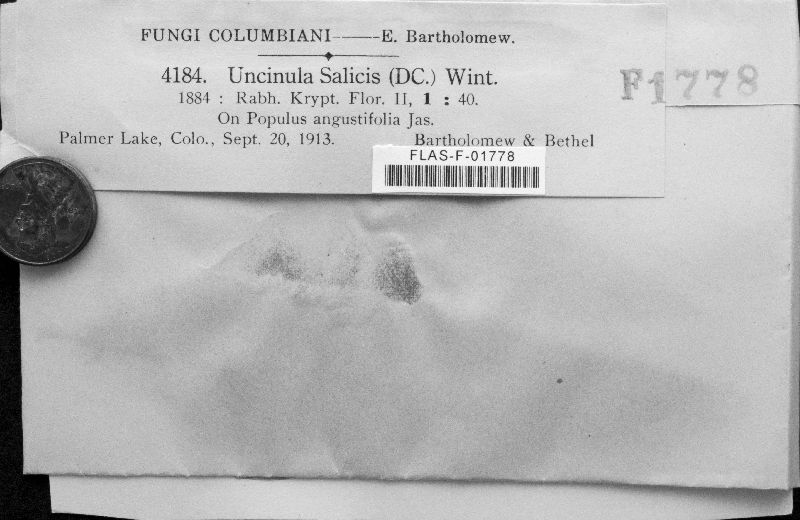 FUNGI COLUMBIANI——E. Bartholomew.
4184. Uncinula Salicis (DC.) Wint.
1884 : Rabh. Krypt. Flor. II, 1 : 40.
On Populus angustifolia Jas.
Palmer Lake, Colo., Sept. 20, 1913. Bartholomew & Bethel
F1778
FLAS-F-01778